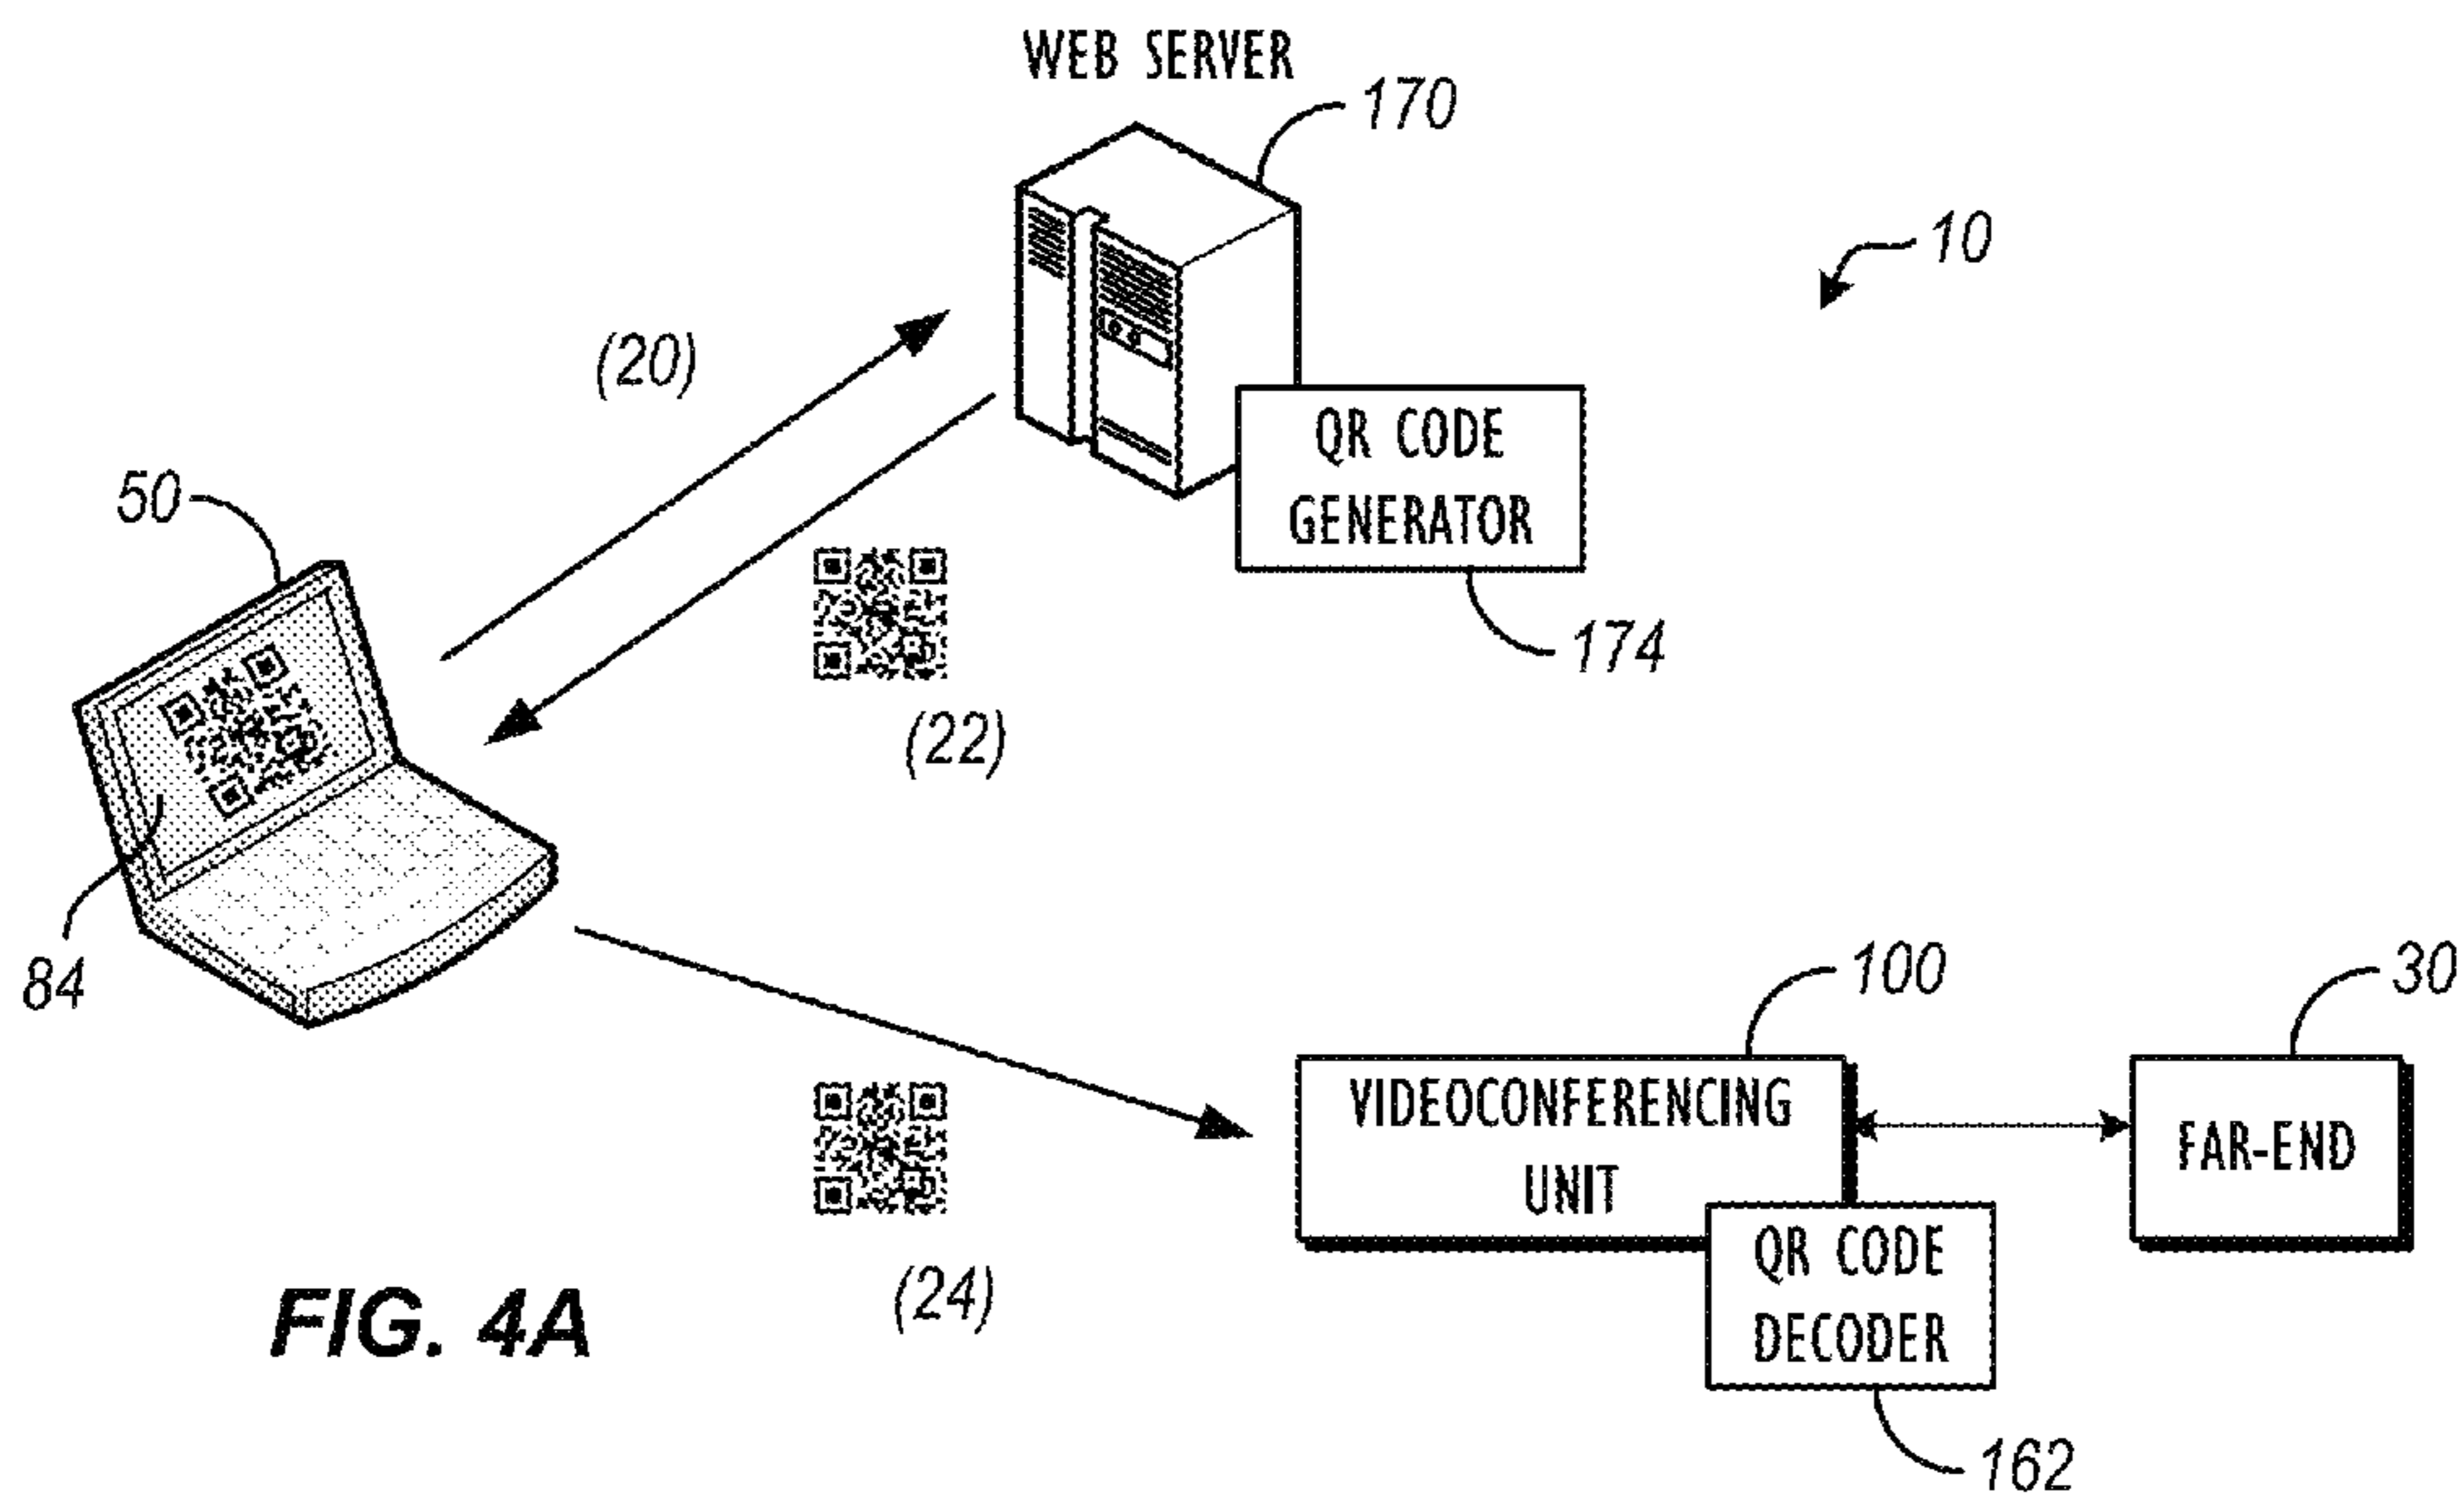 WEB SERVER
170
10
(20)
QR CODE
GENERATOR
50
174
(22)
84
100
30
VIDEOCONFERENCING
UNIT
FAR-END
QR CODE
DECODER
(24)
FIG. 4A
162